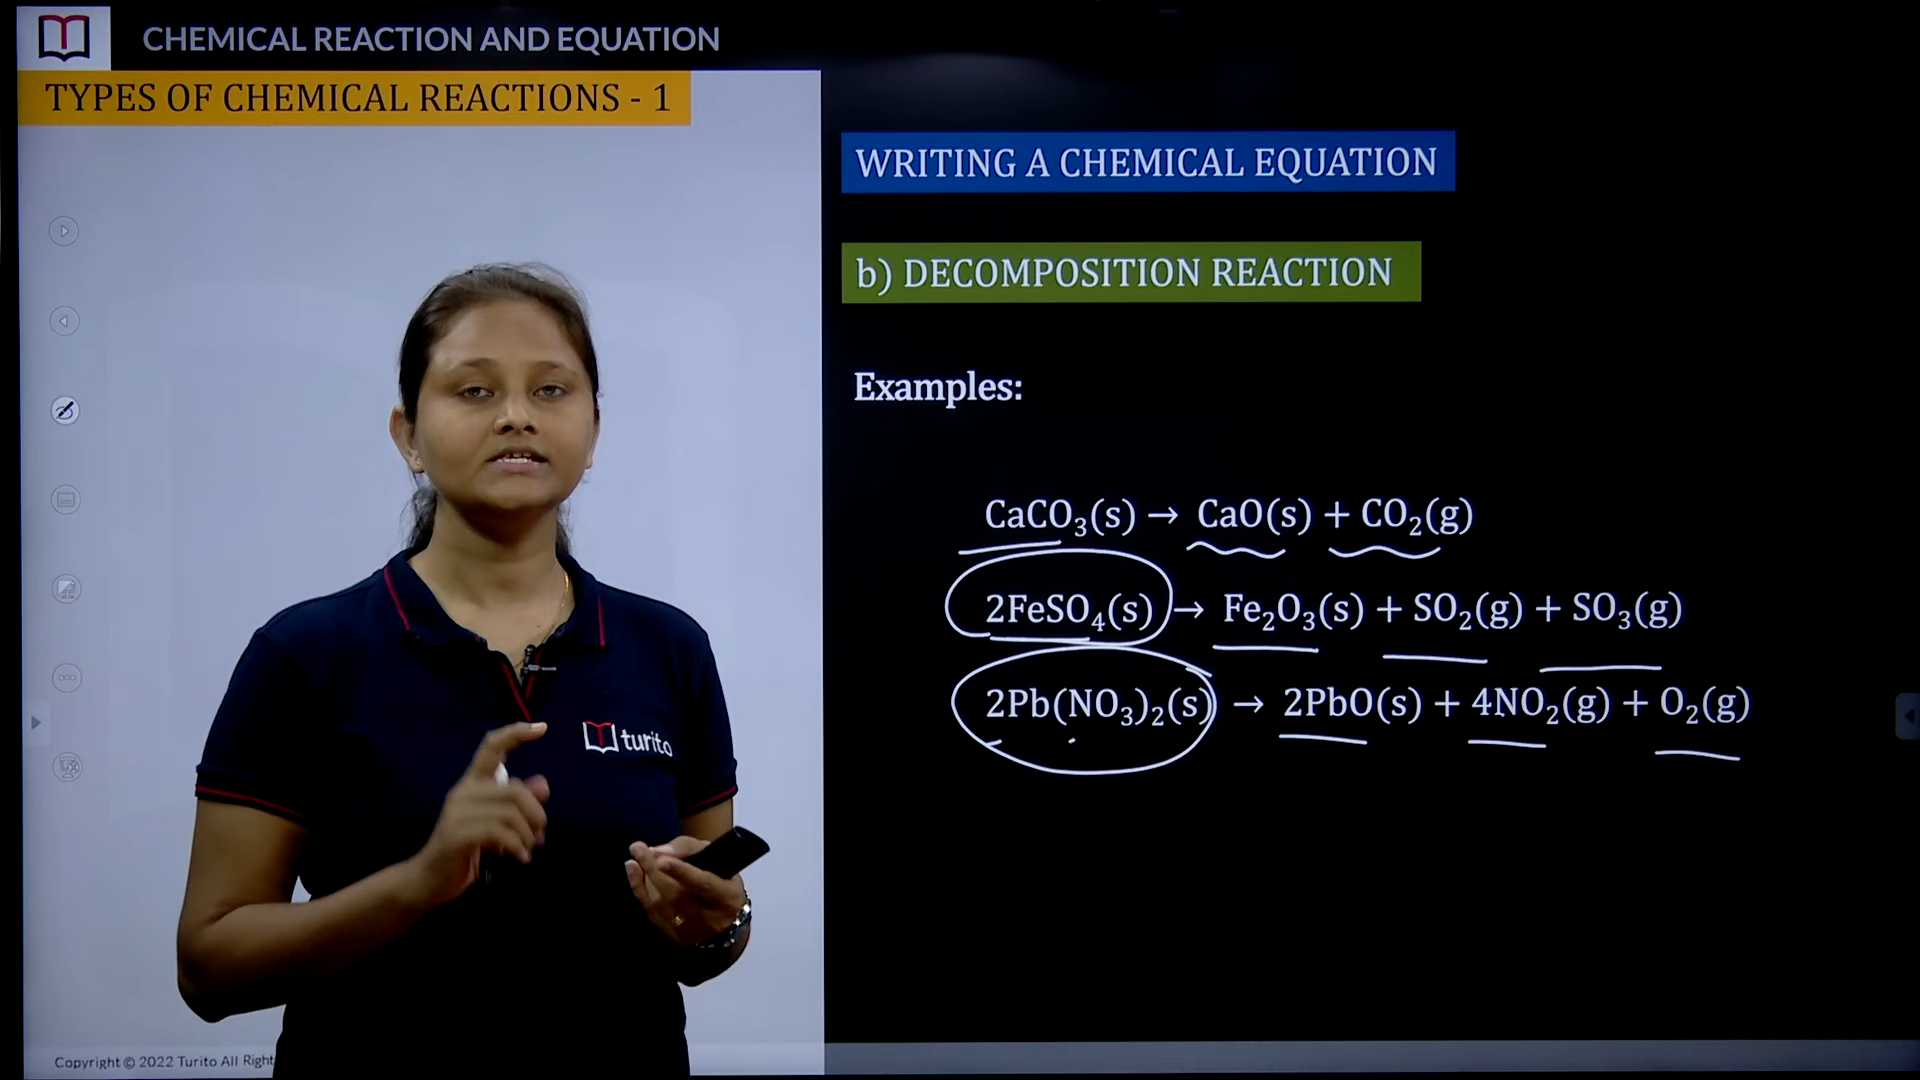 CHEMICAL REACTION AND EQUATION
TYPES OF CHEMICAL REACTIONS - 1
WRITING A CHEMICAL EQUATION
b) DECOMPOSITION REACTION
Examples:
CaCO₃(s) → CaO(s) + CO₂(g)
2FeSO₄(s) → Fe₂O₃(s) + SO₂(g) + SO₃(g)
2Pb(NO₃)₂(s) → 2PbO(s) + 4NO₂(g) + O₂(g)
turito
Copyright © 2022 Turito All Right